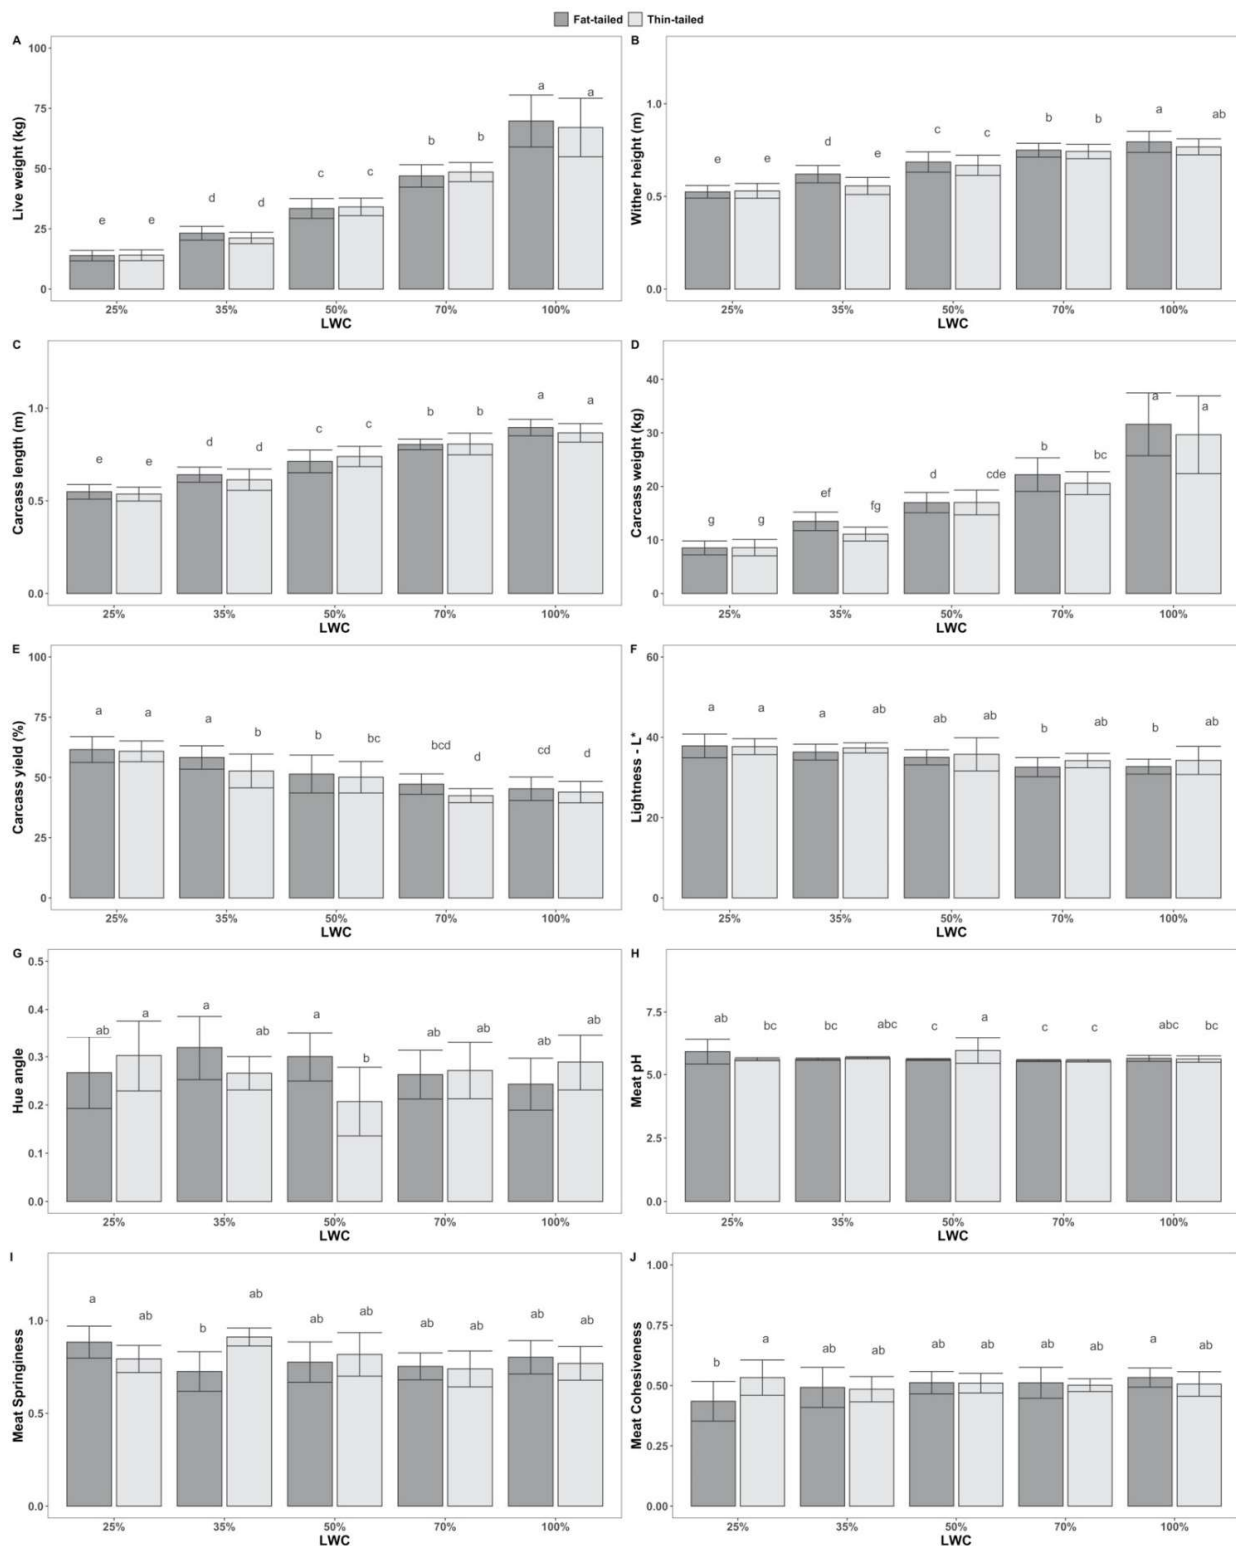 Fat-tailed Thin-tailed
A
Live weight (kg)
100
75
50
25
0
e e d d c c b b a a
25% 35% 50% 70% 100%
LWC
B
Wither height (m)
1.0
0.5
0.0
e e d e c c b b a ab
25% 35% 50% 70% 100%
LWC
C
Carcass length (m)
1.0
0.5
0.0
e e d d c c b b a a
25% 35% 50% 70% 100%
LWC
D
Carcass weight (kg)
40
30
20
10
0
g g ef fg d cde b bc a a
25% 35% 50% 70% 100%
LWC
E
Carcass yield (%)
100
75
50
25
0
a a a b b bc bcd d cd d
25% 35% 50% 70% 100%
LWC
F
Lightness - L*
60
40
20
0
a a a ab ab ab b ab b ab
25% 35% 50% 70% 100%
LWC
G
Hue angle
0.5
0.4
0.3
0.2
0.1
0.0
ab a a ab a b ab ab ab ab
25% 35% 50% 70% 100%
LWC
H
Meat pH
7.5
5.0
2.5
0.0
ab bc bc abc c a c c abc bc
25% 35% 50% 70% 100%
LWC
I
Meat Springiness
1.0
0.5
0.0
a ab b ab ab ab ab ab ab ab
25% 35% 50% 70% 100%
LWC
J
Meat Cohesiveness
1.00
0.75
0.50
0.25
0.00
b a ab ab ab ab ab ab a ab
25% 35% 50% 70% 100%
LWC